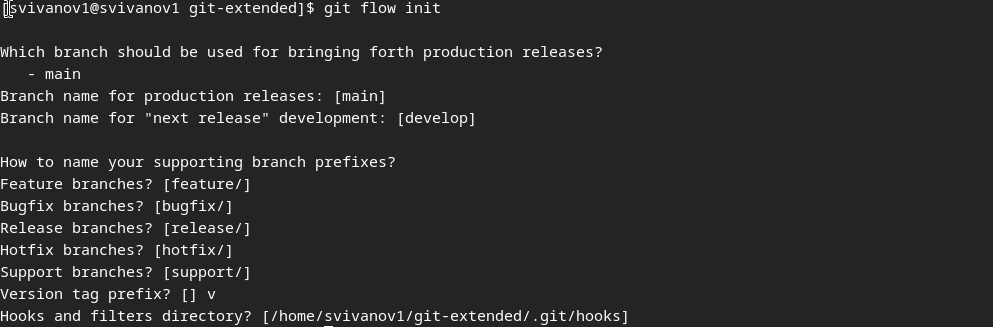 [svivanov1@svivanov1 git-extended]$ git flow init
Which branch should be used for bringing forth production releases?
- main
Branch name for production releases: [main]
Branch name for "next release" development: [develop]
How to name your supporting branch prefixes?
Feature branches? [feature/]
Bugfix branches? [bugfix/]
Release branches? [release/]
Hotfix branches? [hotfix/]
Support branches? [support/]
Version tag prefix? [] v
Hooks and filters directory? [/home/svivanov1/git-extended/.git/hooks]